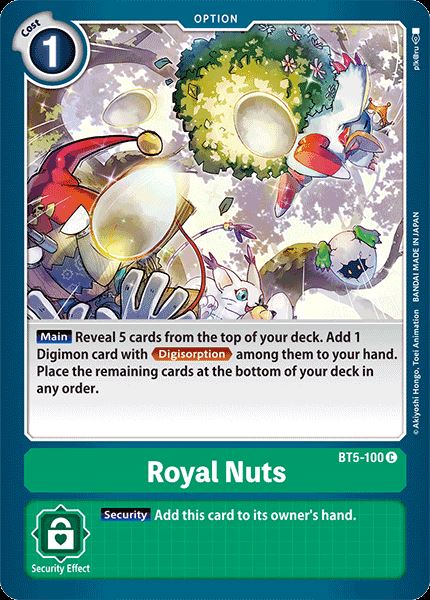 OPTION
Cost
1
plk@ru
© Akiyoshi Hongo, Toei Animation BANDAI MADE IN JAPAN
Main Reveal 5 cards from the top of your deck. Add 1
Digimon card with Digisorption among them to your hand.
Place the remaining cards at the bottom of your deck in
any order.
BT5-100 C
Royal Nuts
Security Add this card to its owner's hand.
Security Effect